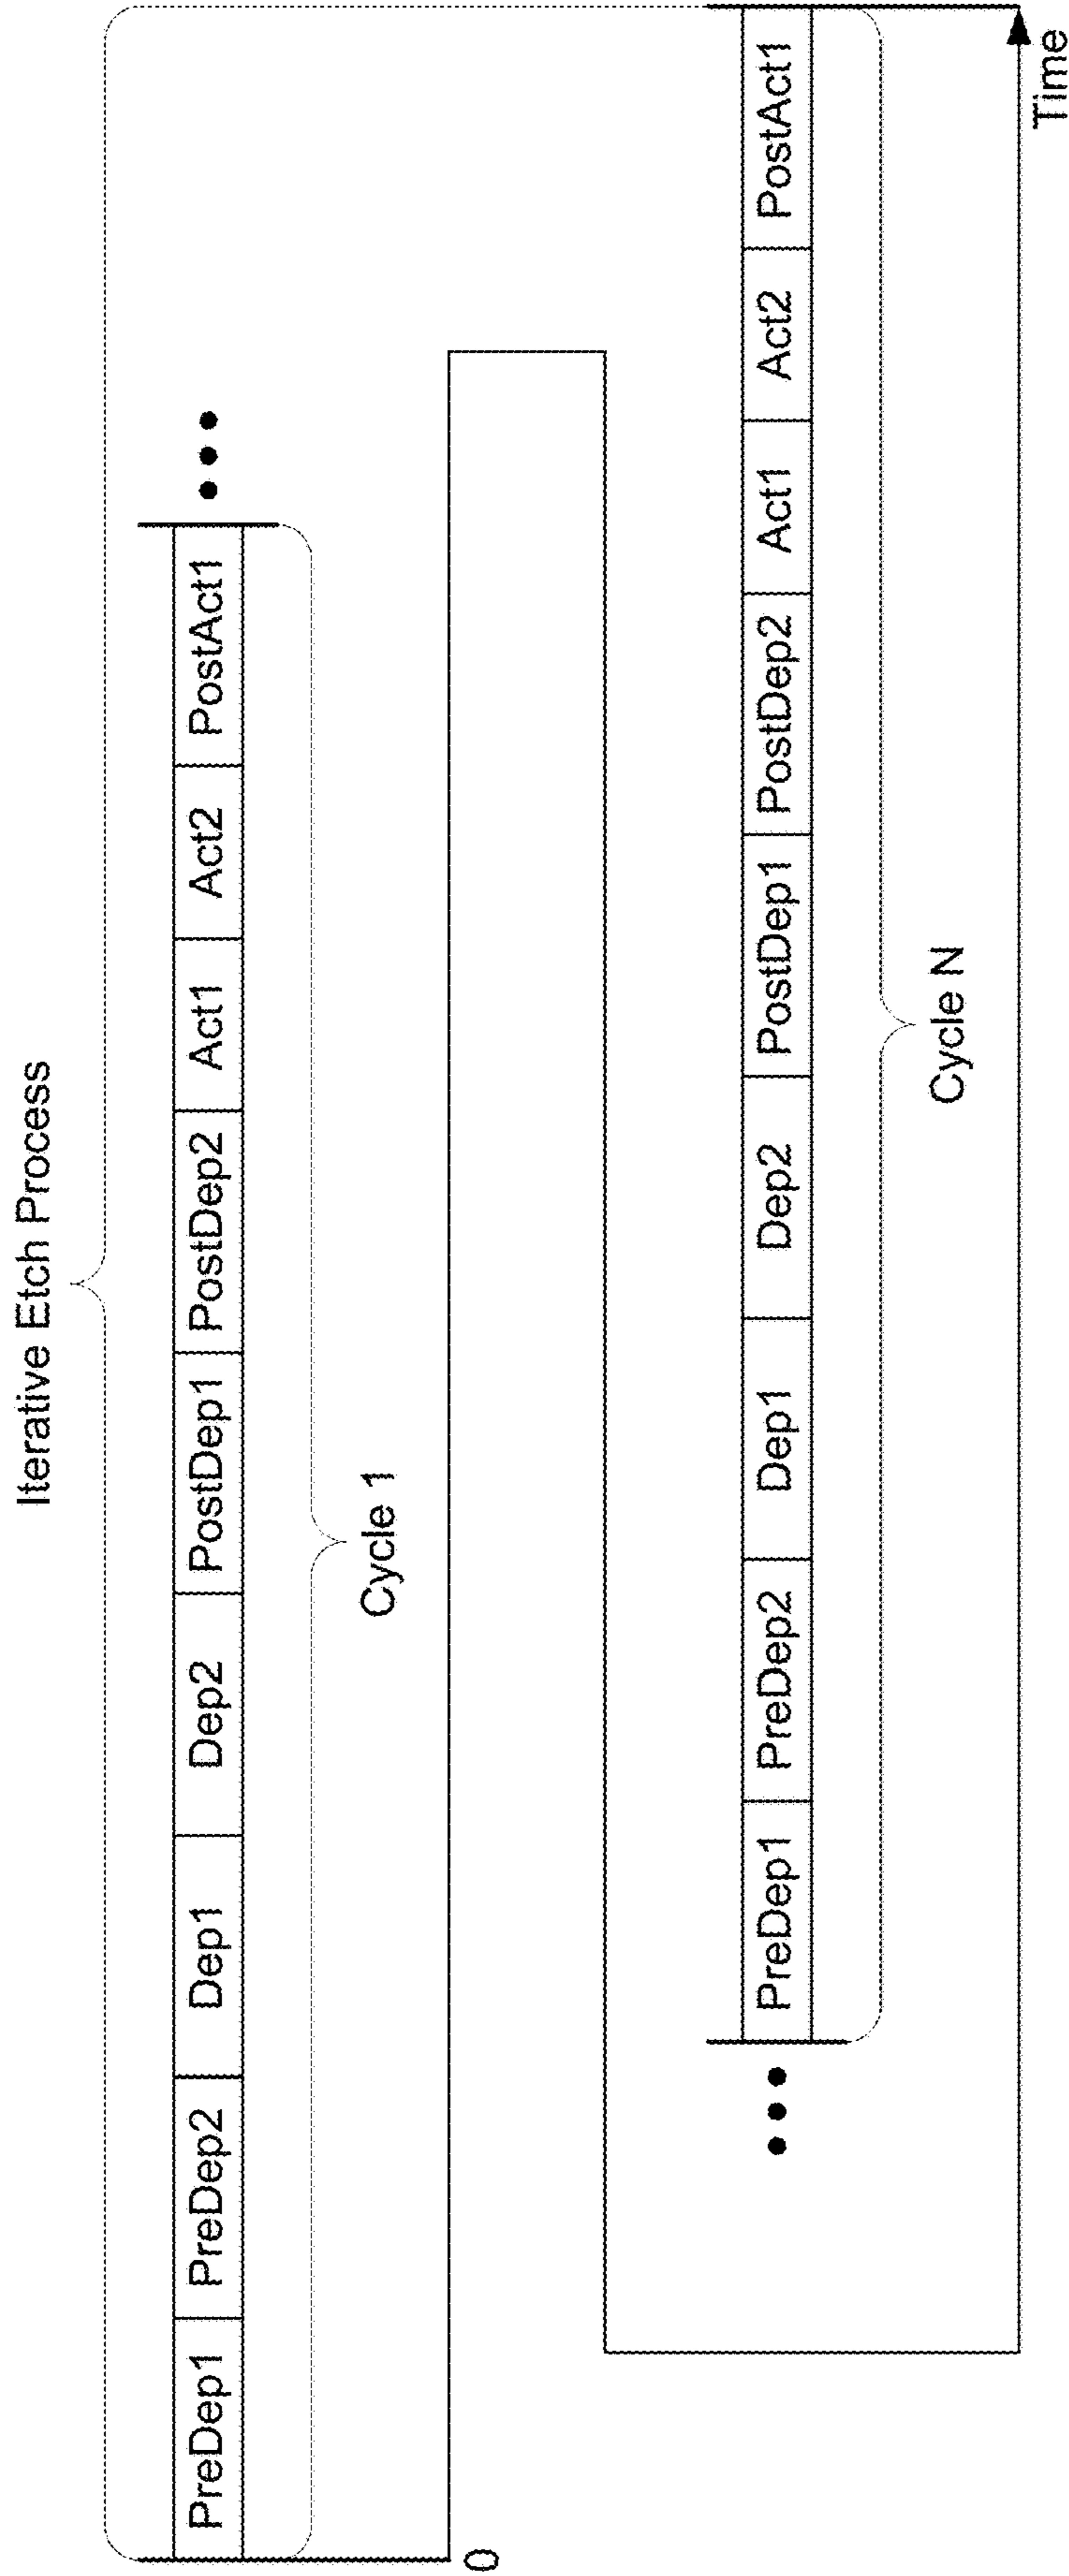 Iterative Etch Process
PreDep1 PreDep2 Dep1 Dep2 PostDep1 PostDep2 Act1 Act2 PostAct1
Cycle 1
0
PreDep1 PreDep2 Dep1 Dep2 PostDep1 PostDep2 Act1 Act2 PostAct1
Cycle N
Time